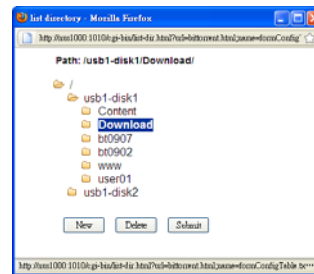 list directory - Mozilla Firefox
Path: /usb1-disk1/Download/
/
usb1-disk1
Content
Download
bt0907
bt0902
www
user01
usb1-disk2
New Delete Submit